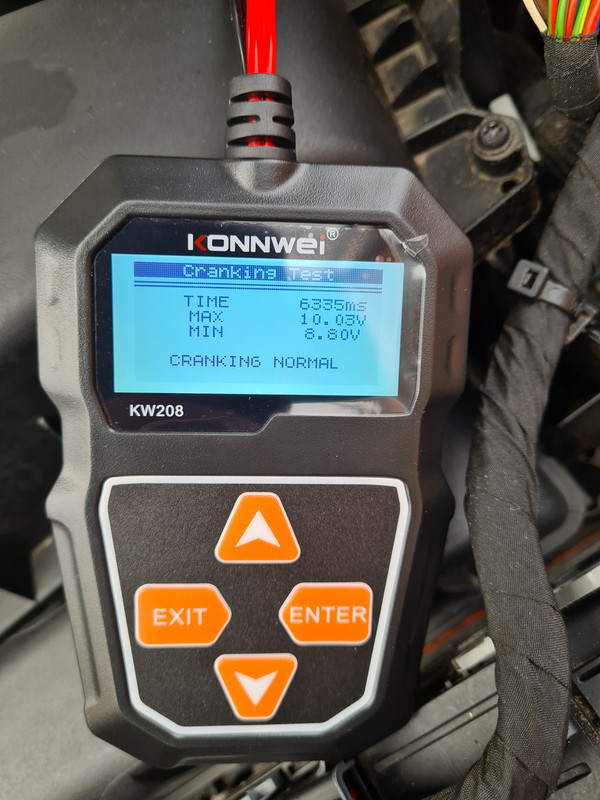 KONNWEI®
Cranking Test
TIME 6335ms
MAX 10.03V
MIN 8.80V
CRANKING NORMAL
KW208
EXIT
ENTER